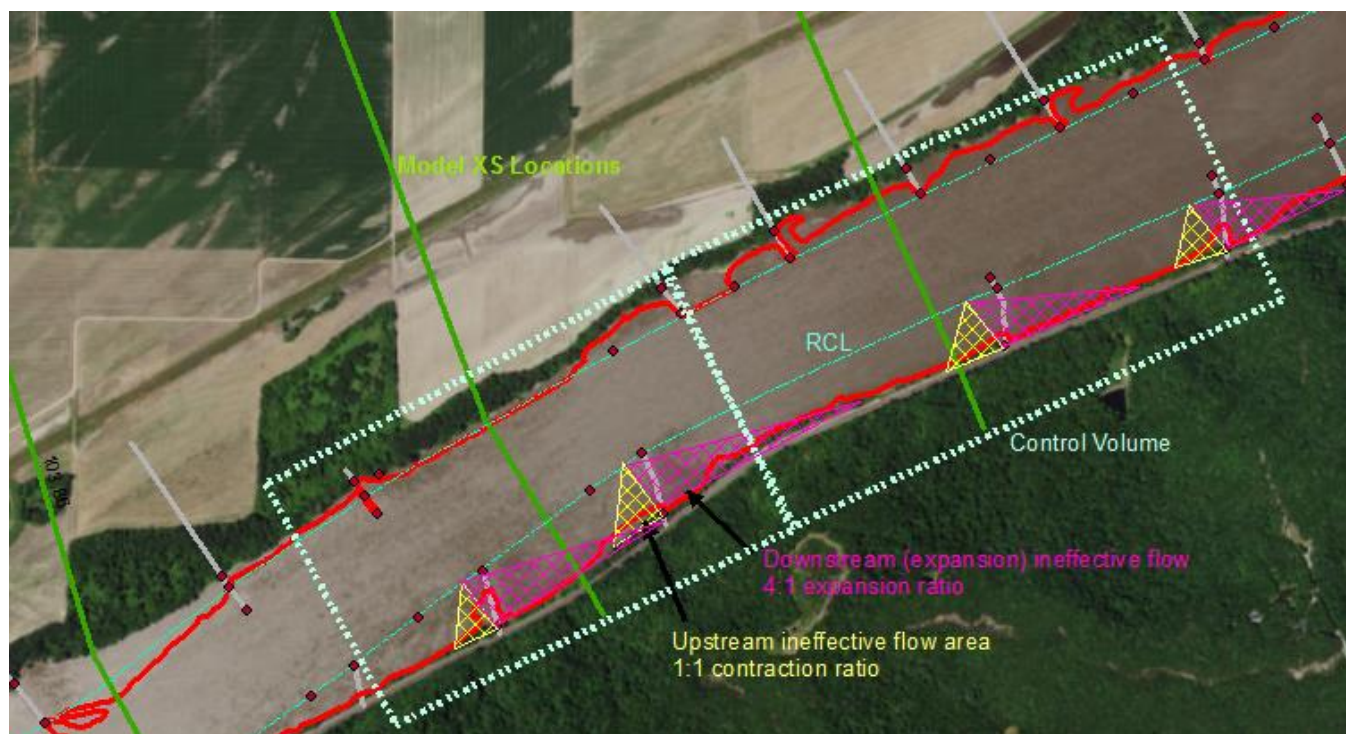 Model XS Locations
RCL
Control Volume
Downstream (expansion) ineffective flow
4:1 expansion ratio
Upstream ineffective flow area
1:1 contraction ratio